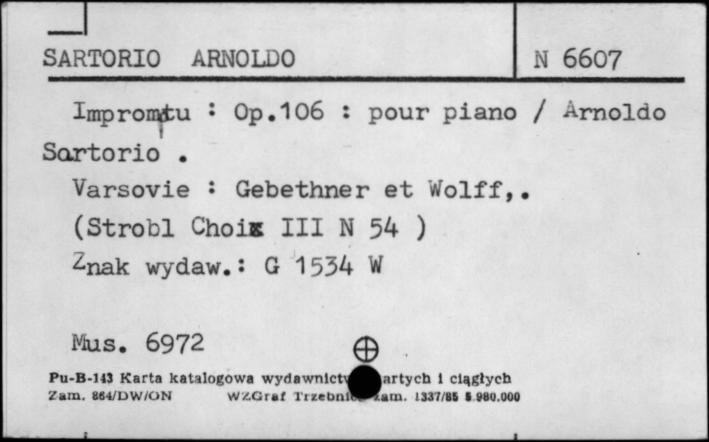 SARTORIO ARNOLDO N 6607
Impromtu : Op.106 : pour piano / Arnoldo
Sartorio .
Varsovie : Gebethner et Wolff,.
(Strobl Choix III N 54 )
Znak wydaw.: G 1534 W
Mus. 6972
Pu-B-143 Karta katalogowa wydawnictw artych i ciągłych
Zam. 864/DW/ON WZGraf Trzebnic zam. 1337/85 5.980.000